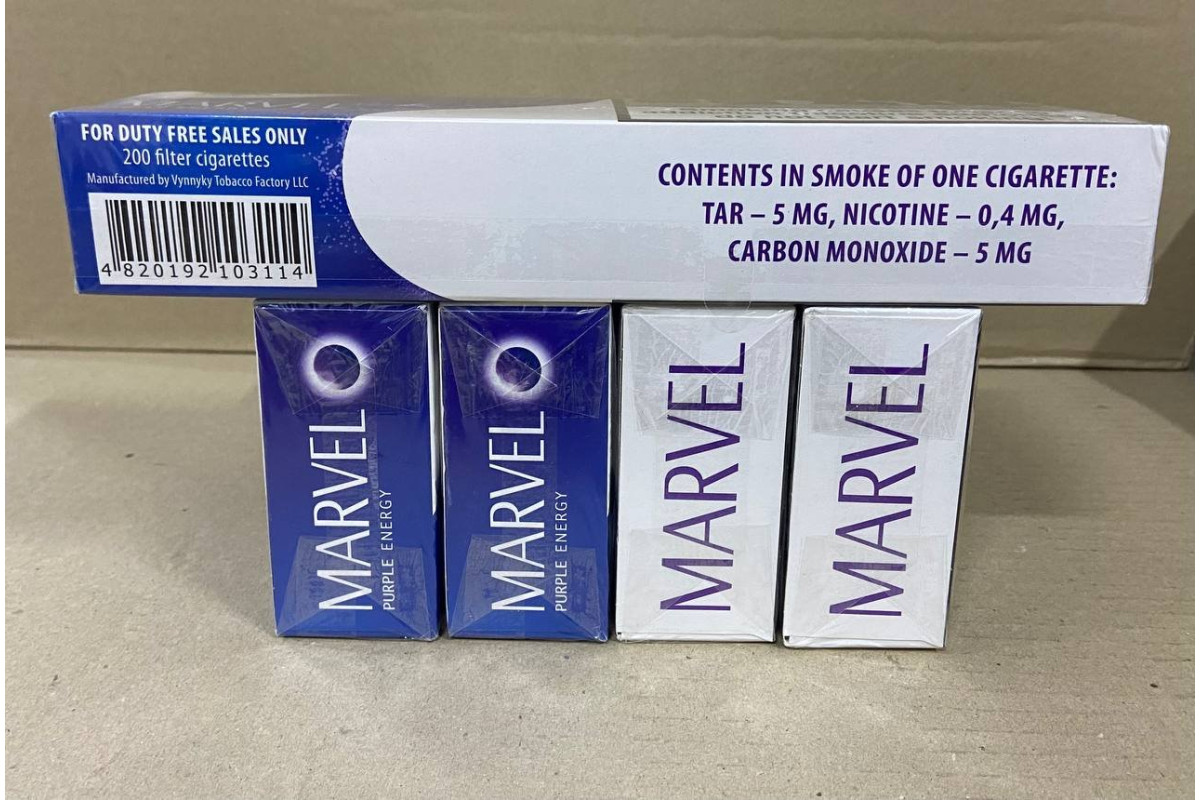 FOR DUTY FREE SALES ONLY
200 filter cigarettes
Manufactured by Vynnyky Tobacco Factory LLC
4 820192 103114
CONTENTS IN SMOKE OF ONE CIGARETTE:
TAR – 5 MG, NICOTINE – 0,4 MG,
CARBON MONOXIDE – 5 MG
MARVEL
PURPLE ENERGY
MARVEL
PURPLE ENERGY
MARVEL
MARVEL